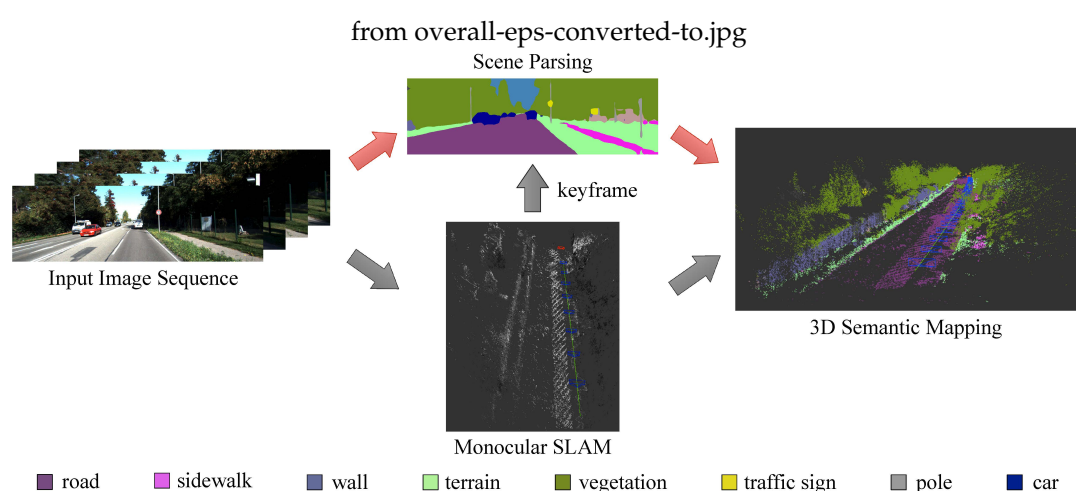 from overall-eps-converted-to.jpg
Scene Parsing
keyframe
Input Image Sequence
3D Semantic Mapping
Monocular SLAM
road sidewalk wall terrain vegetation traffic sign pole car